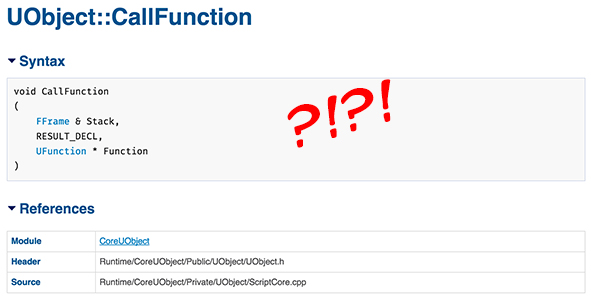 UObject::CallFunction
Syntax
void CallFunction
(
FFrame & Stack,
RESULT_DECL,
UFunction * Function
)
?!?!
References
Module CoreUObject
Header Runtime/CoreUObject/Public/UObject/UObject.h
Source Runtime/CoreUObject/Private/UObject/ScriptCore.cpp